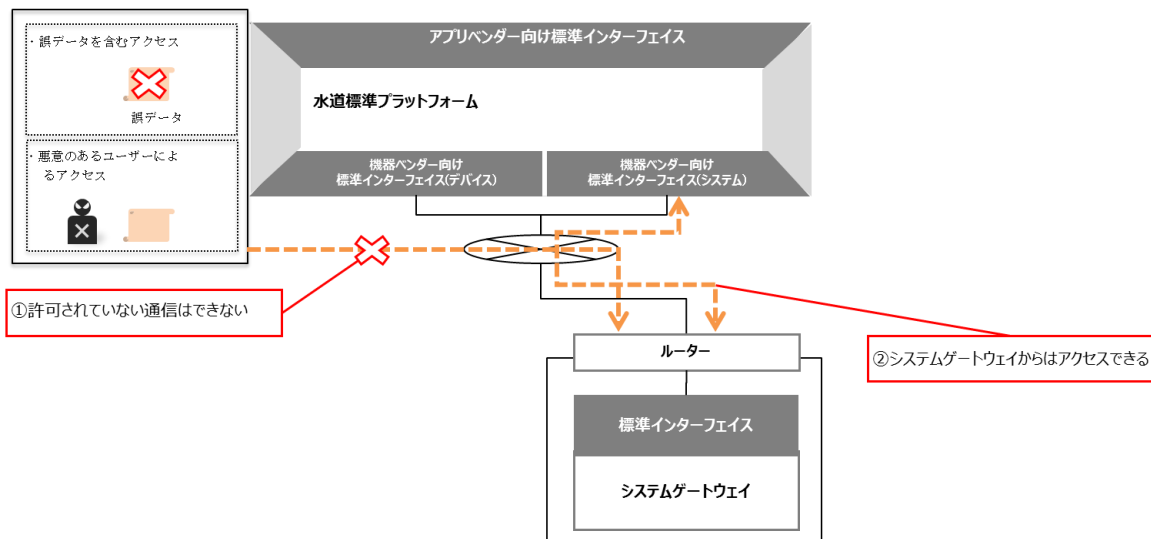 ・誤データを含むアクセス
誤データ
・悪意のあるユーザーによ
るアクセス
アプリベンダー向け標準インターフェイス
水道標準プラットフォーム
機器ベンダー向け
標準インターフェイス(デバイス)
機器ベンダー向け
標準インターフェイス(システム)
①許可されていない通信はできない
②システムゲートウェイからはアクセスできる
ルーター
標準インターフェイス
システムゲートウェイ